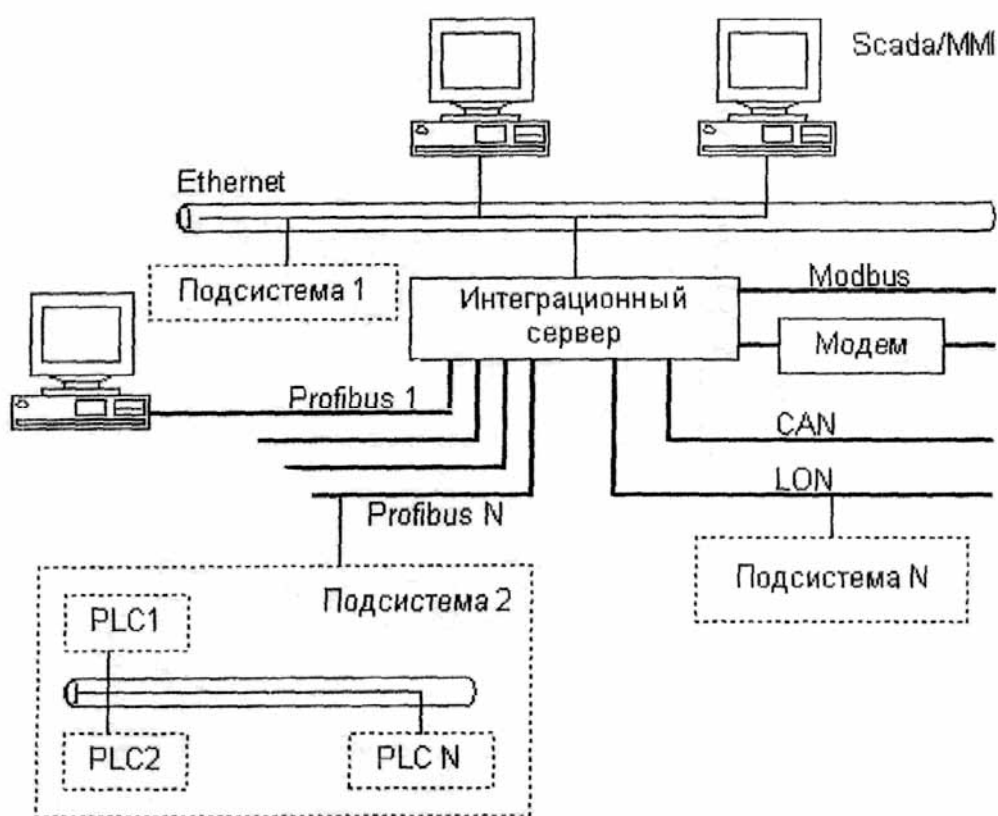 Scada/MMI
Ethernet
Подсистема 1
Интеграционный
сервер
Modbus
Модем
Profibus 1
CAN
LON
Profibus N
Подсистема N
Подсистема 2
PLC1
PLC2
PLC N